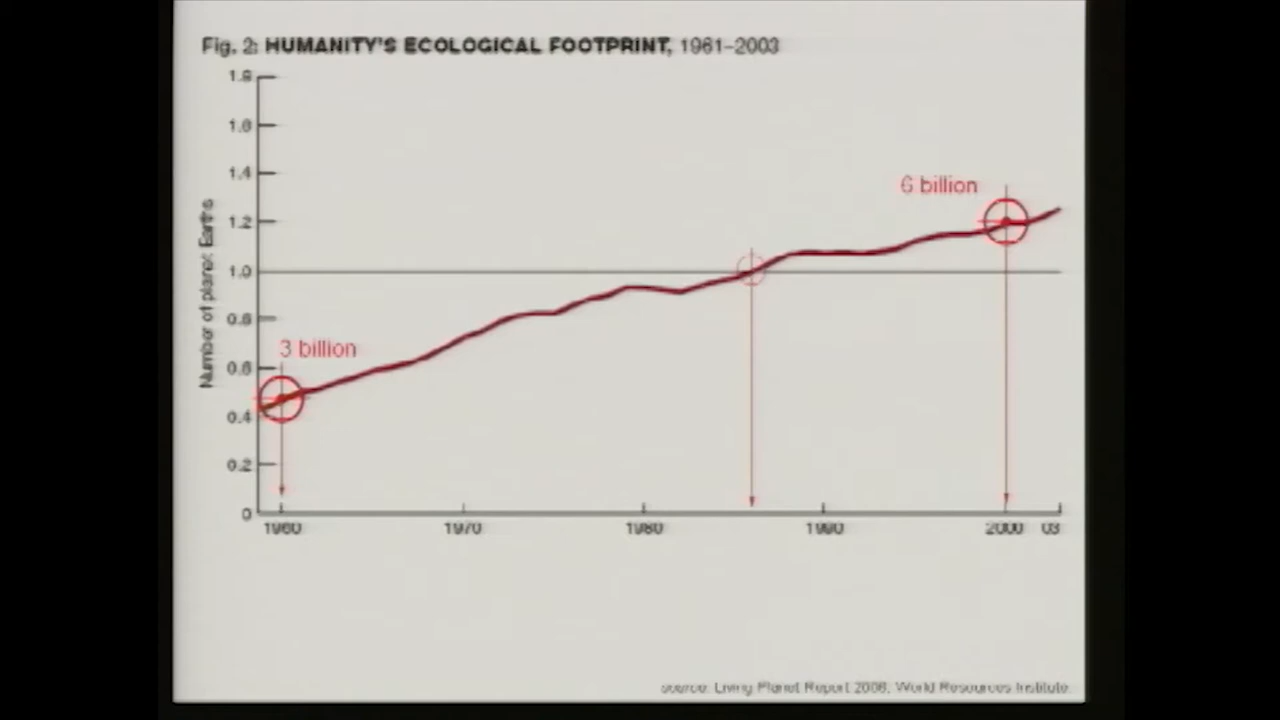 Fig. 2: HUMANITY'S ECOLOGICAL FOOTPRINT, 1961–2003
1.8
1.6
1.4
6 billion
1.2
Number of planet Earths
1.0
0.8
3 billion
0.6
0.4
0.2
0
1960 1970 1980 1990 2000 03
source: Living Planet Report 2006, World Resources Institute